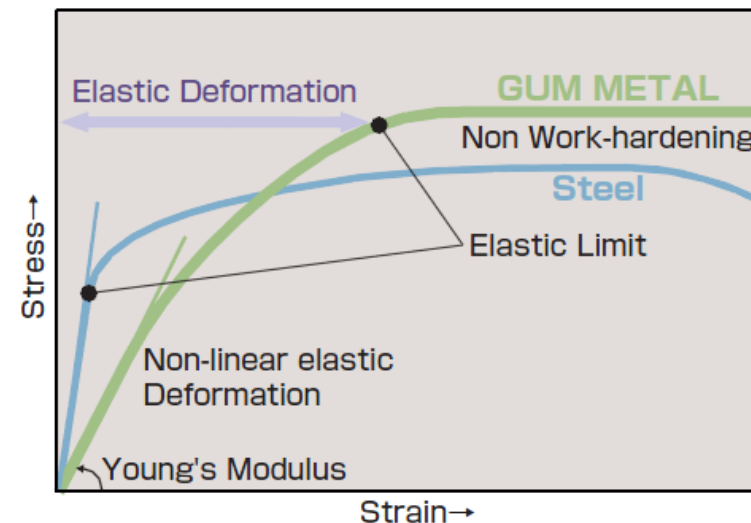 Elastic Deformation
GUM METAL
Non Work-hardening
Steel
Elastic Limit
Stress→
Non-linear elastic
Deformation
Young's Modulus
Strain→